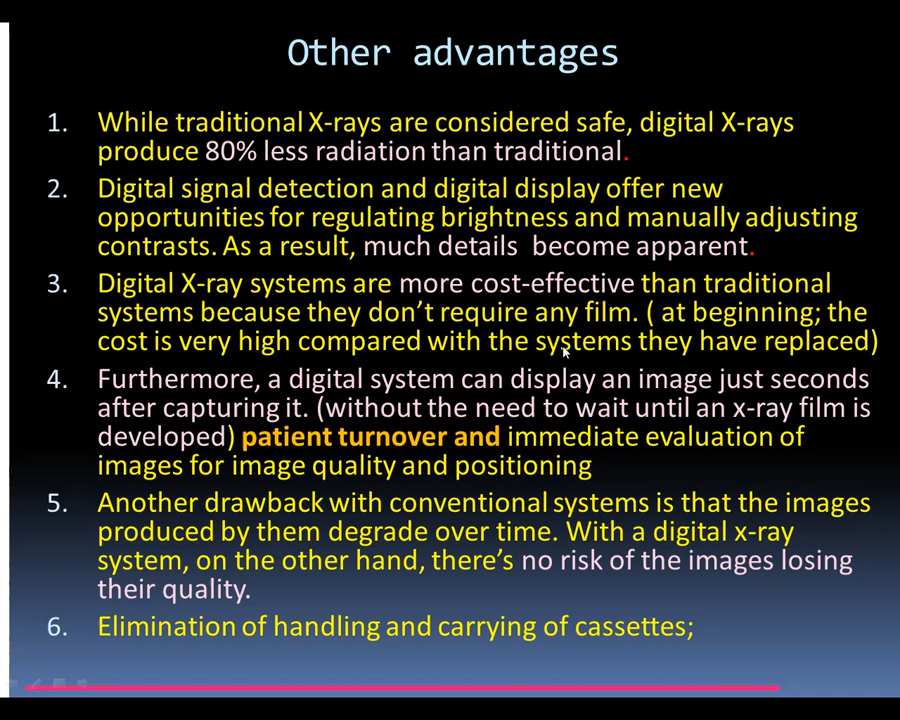 Other advantages
1. While traditional X-rays are considered safe, digital X-rays
produce 80% less radiation than traditional.
2. Digital signal detection and digital display offer new
opportunities for regulating brightness and manually adjusting
contrasts. As a result, much details become apparent.
3. Digital X-ray systems are more cost-effective than traditional
systems because they don't require any film. ( at beginning; the
cost is very high compared with the systems they have replaced)
4. Furthermore, a digital system can display an image just seconds
after capturing it. (without the need to wait until an x-ray film is
developed) patient turnover and immediate evaluation of
images for image quality and positioning
5. Another drawback with conventional systems is that the images
produced by them degrade over time. With a digital x-ray
system, on the other hand, there's no risk of the images losing
their quality.
6. Elimination of handling and carrying of cassettes;